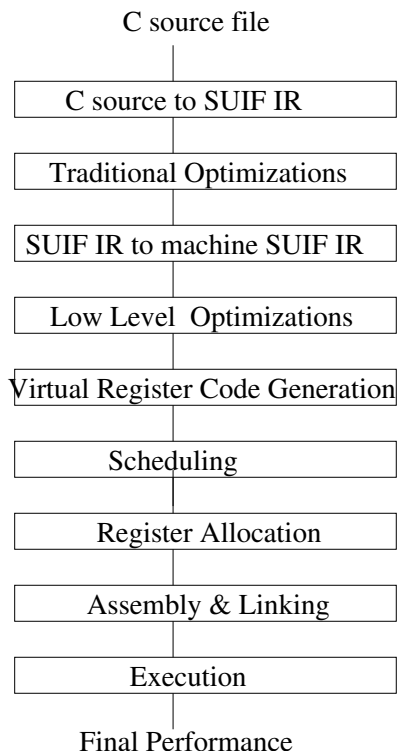 C source file
C source to SUIF IR
Traditional Optimizations
SUIF IR to machine SUIF IR
Low Level Optimizations
Virtual Register Code Generation
Scheduling
Register Allocation
Assembly & Linking
Execution
Final Performance